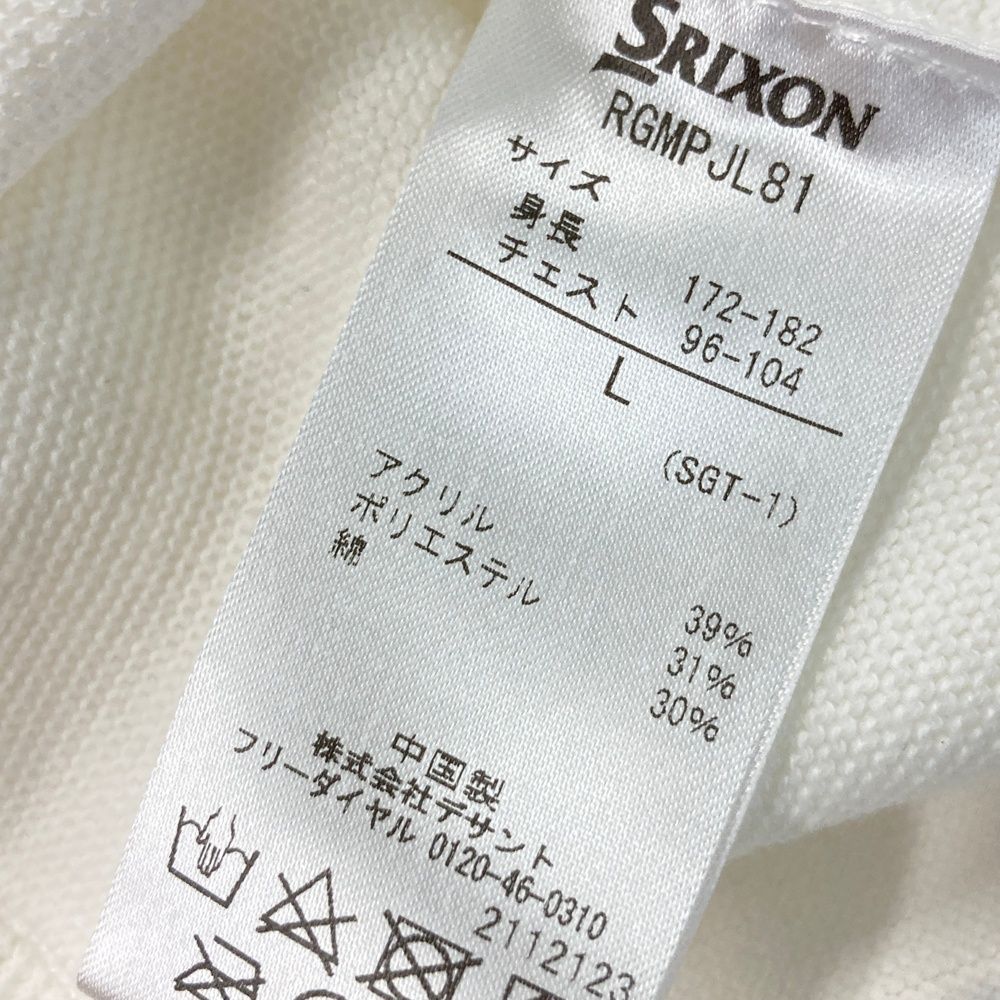 SRIXON
RGMPJL81
サイズ
身長 172-182
チェスト 96-104
L
(SGT-1)
アクリル 39%
ポリエステル 31%
綿 30%
中国製
株式会社デサント
フリーダイヤル 0120-46-0310
2112123